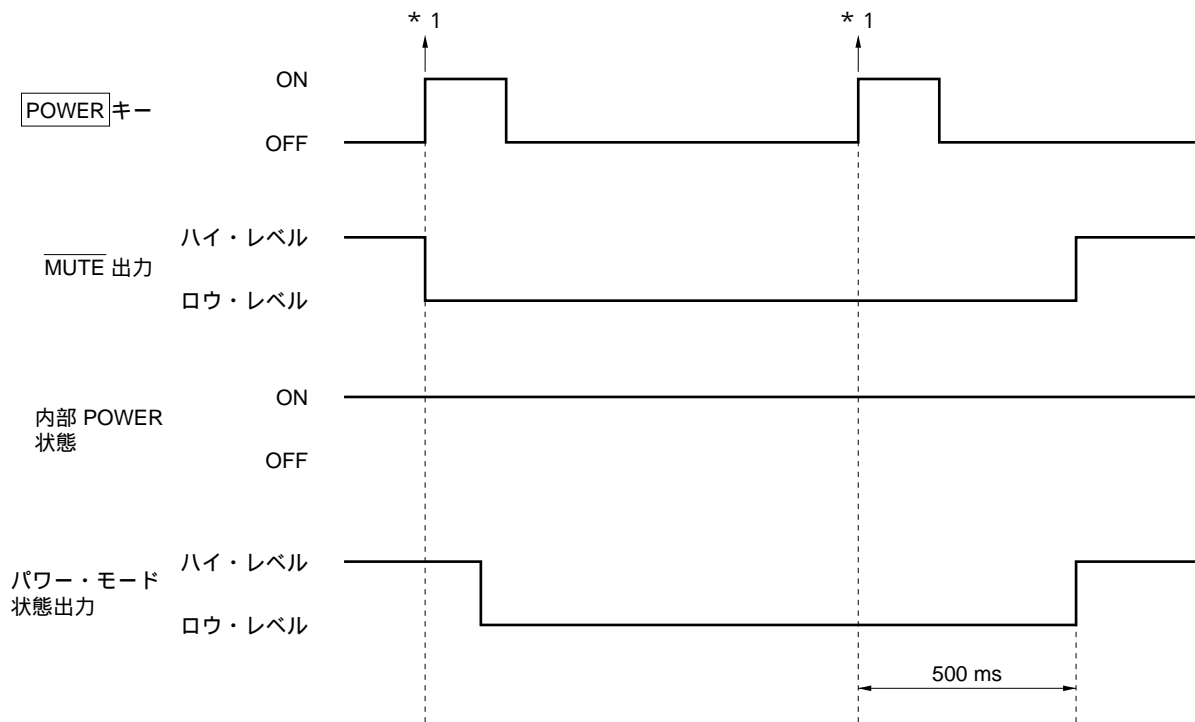 * 1
* 1
ON
POWER キー
OFF
ハイ・レベル
MUTE 出力
ロウ・レベル
ON
内部 POWER
状態
OFF
ハイ・レベル
パワー・モード
状態出力
ロウ・レベル
500 ms